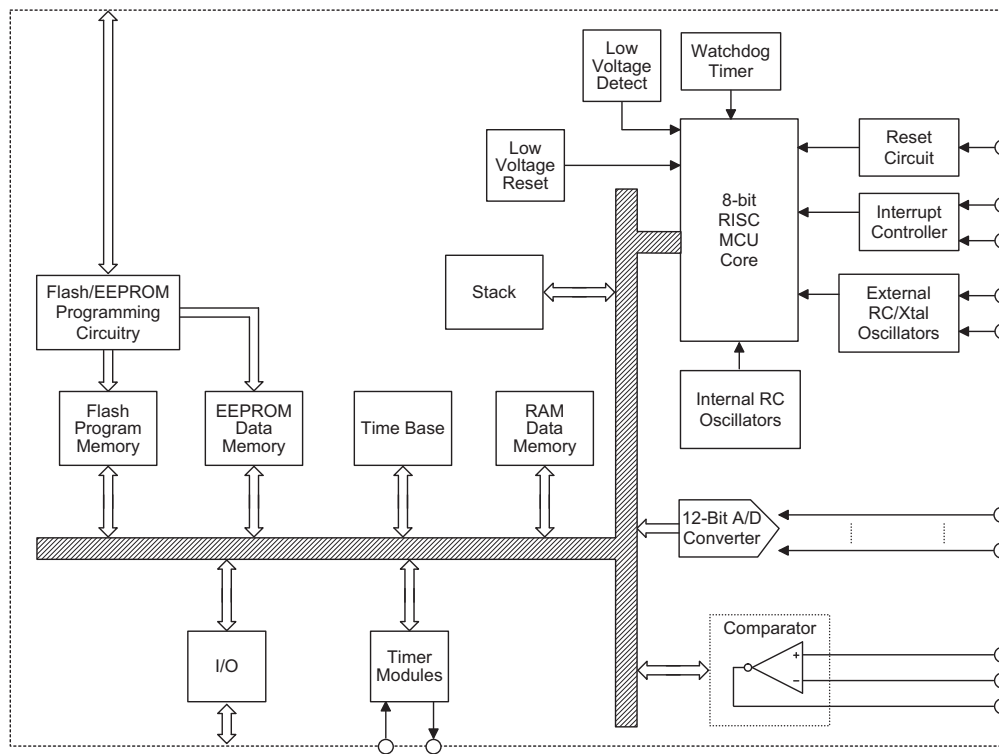 Low
Voltage
Detect
Watchdog
Timer
Low
Voltage
Reset
8-bit
RISC
MCU
Core
Reset
Circuit
Interrupt
Controller
External
RC/Xtal
Oscillators
Stack
Flash/EEPROM
Programming
Circuitry
Internal RC
Oscillators
Flash
Program
Memory
EEPROM
Data
Memory
Time Base
RAM
Data
Memory
12-Bit A/D
Converter
I/O
Timer
Modules
Comparator
+
−